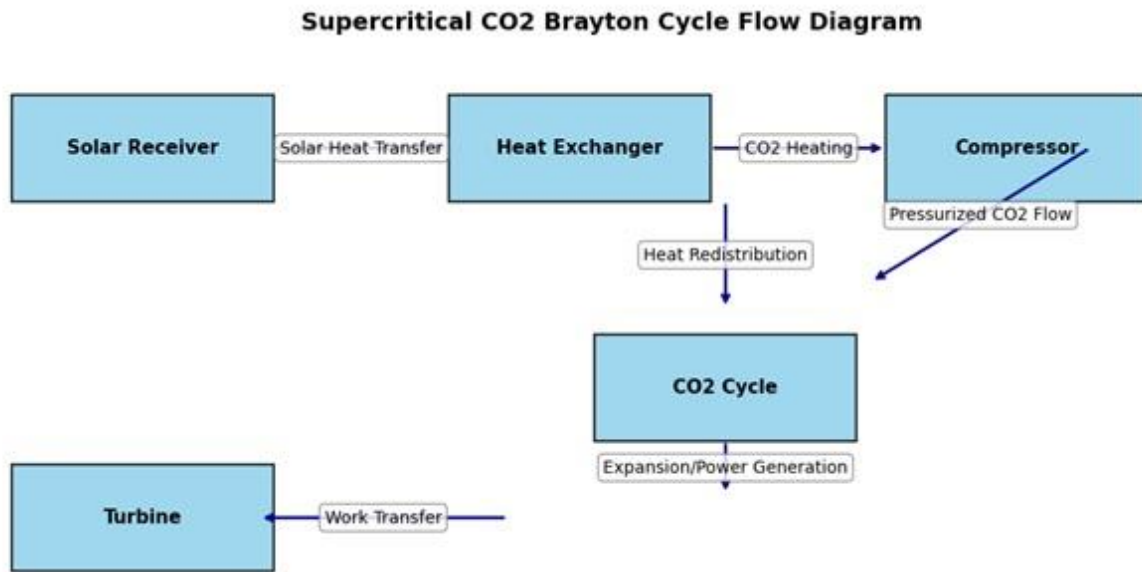 Supercritical CO2 Brayton Cycle Flow Diagram
Solar Receiver
Solar Heat Transfer
Heat Exchanger
CO2 Heating
Compressor
Pressurized CO2 Flow
Heat Redistribution
CO2 Cycle
Expansion/Power Generation
Turbine
Work Transfer